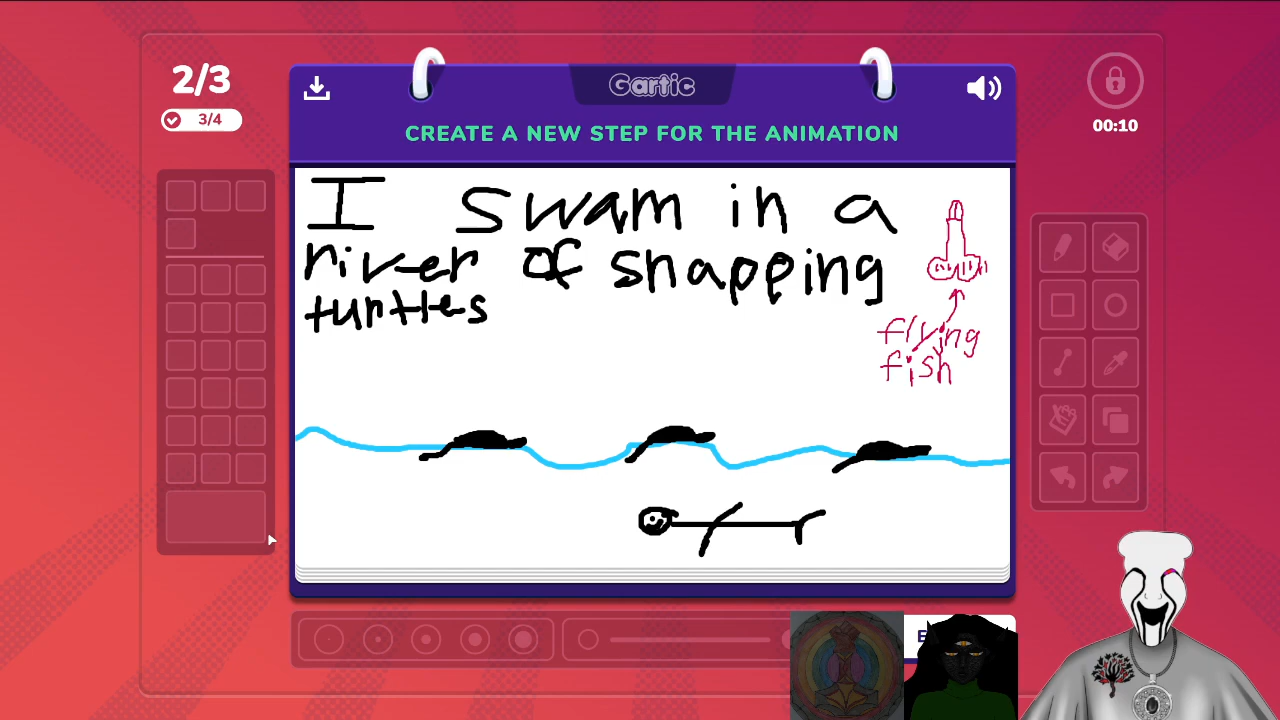 2/3
3/4
Gartic
00:10
CREATE A NEW STEP FOR THE ANIMATION
I swam in a
river of snapping
turtles
flying
fish